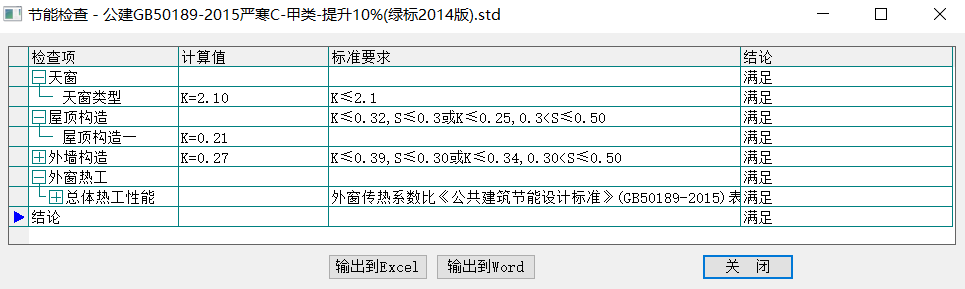 节能检查 - 公建GB50189-2015严寒C-甲类-提升10%(绿标2014版).std
检查项 计算值 标准要求 结论
天窗 满足
天窗类型 K=2.10 K≤2.1 满足
屋顶构造 K≤0.32,S≤0.3或K≤0.25,0.3<S≤0.50 满足
屋顶构造一 K=0.21 满足
外墙构造 K=0.27 K≤0.39,S≤0.30或K≤0.34,0.30<S≤0.50 满足
外窗热工 满足
总体热工性能 外窗传热系数比《公共建筑节能设计标准》(GB50189-2015)表 满足
结论 满足
输出到Excel 输出到Word 关 闭